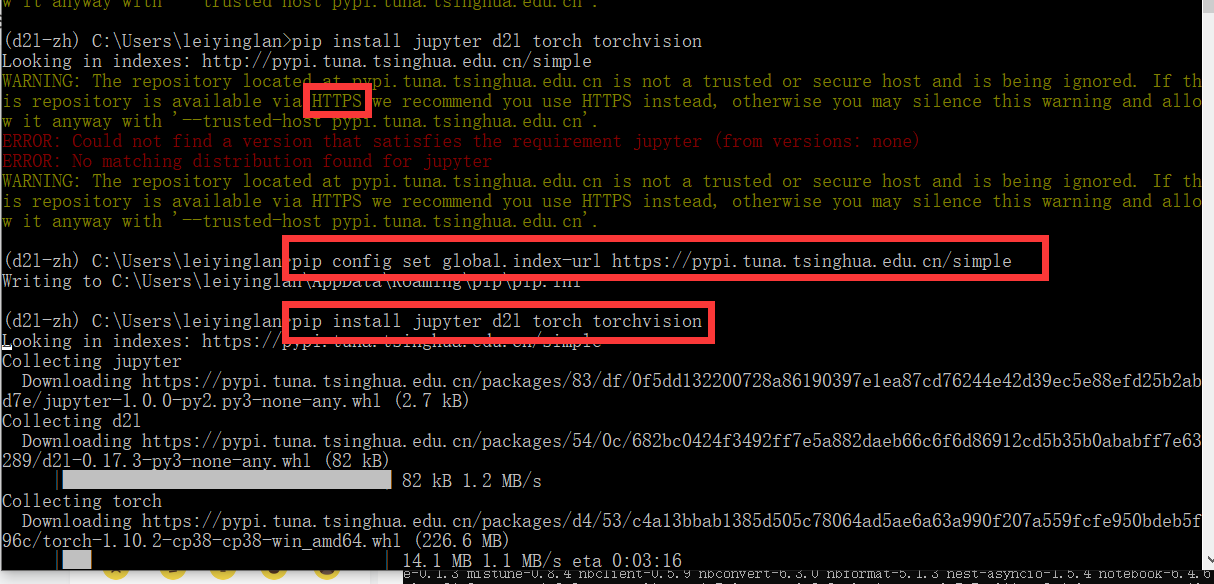 w it anyway with '--trusted-host pypi.tuna.tsinghua.edu.cn'.
(d2l-zh) C:\Users\leiyinglan>pip install jupyter d2l torch torchvision
Looking in indexes: http://pypi.tuna.tsinghua.edu.cn/simple
WARNING: The repository located at pypi.tuna.tsinghua.edu.cn is not a trusted or secure host and is being ignored. If th
is repository is available via HTTPS we recommend you use HTTPS instead, otherwise you may silence this warning and allo
w it anyway with '--trusted-host pypi.tuna.tsinghua.edu.cn'.
ERROR: Could not find a version that satisfies the requirement jupyter (from versions: none)
ERROR: No matching distribution found for jupyter
WARNING: The repository located at pypi.tuna.tsinghua.edu.cn is not a trusted or secure host and is being ignored. If th
is repository is available via HTTPS we recommend you use HTTPS instead, otherwise you may silence this warning and allo
w it anyway with '--trusted-host pypi.tuna.tsinghua.edu.cn'.
(d2l-zh) C:\Users\leiyinglan>pip config set global.index-url https://pypi.tuna.tsinghua.edu.cn/simple
Writing to C:\Users\leiyinglan\AppData\Roaming\pip\pip.ini
(d2l-zh) C:\Users\leiyinglan>pip install jupyter d2l torch torchvision
Looking in indexes: https://pypi.tuna.tsinghua.edu.cn/simple
Collecting jupyter
Downloading https://pypi.tuna.tsinghua.edu.cn/packages/83/df/0f5dd132200728a86190397e1ea87cd76244e42d39ec5e88efd25b2ab
d7e/jupyter-1.0.0-py2.py3-none-any.whl (2.7 kB)
Collecting d2l
Downloading https://pypi.tuna.tsinghua.edu.cn/packages/54/0c/682bc0424f3492ff7e5a882daeb66c6f6d86912cd5b35b0ababff7e63
289/d2l-0.17.3-py3-none-any.whl (82 kB)
82 kB 1.2 MB/s
Collecting torch
Downloading https://pypi.tuna.tsinghua.edu.cn/packages/d4/53/c4a13bbab1385d505c78064ad5ae6a63a990f207a559fcfe950bdeb5f
96c/torch-1.10.2-cp38-cp38-win_amd64.whl (226.6 MB)
14.1 MB 1.1 MB/s eta 0:03:16
e-0.1.3 mistune-0.8.4 nbclient-0.5.9 nbconvert-6.3.0 nbformat-5.1.3 nest-asyncio-1.5.4 notebook-6.4.6